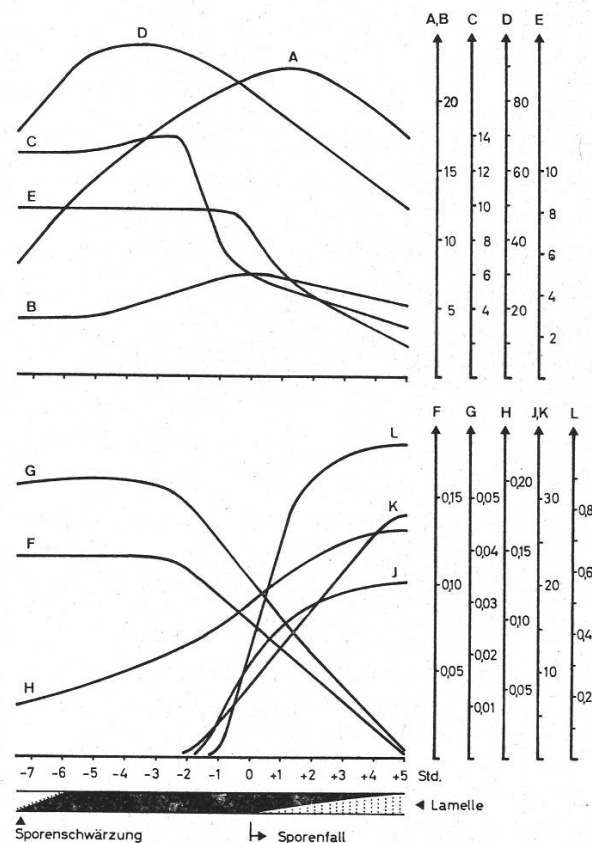 A,B C D E
D
A
C
E
B
20 80
14
15 12 60 10
10 10 40 8
8 6
5 6 20 4
4 2
F G H J,K L
L
G
K
F
J
H
0,15 0,05 0,20 30 0,8
0,04 0,15 0,6
0,10 0,03 0,10 20 0,4
0,05 0,02 0,05 10 0,2
0,01
-7 -6 -5 -4 -3 -2 -1 0 +1 +2 +3 +4 +5 Std.
Lamelle
Sporenschwärzung Sporenfall